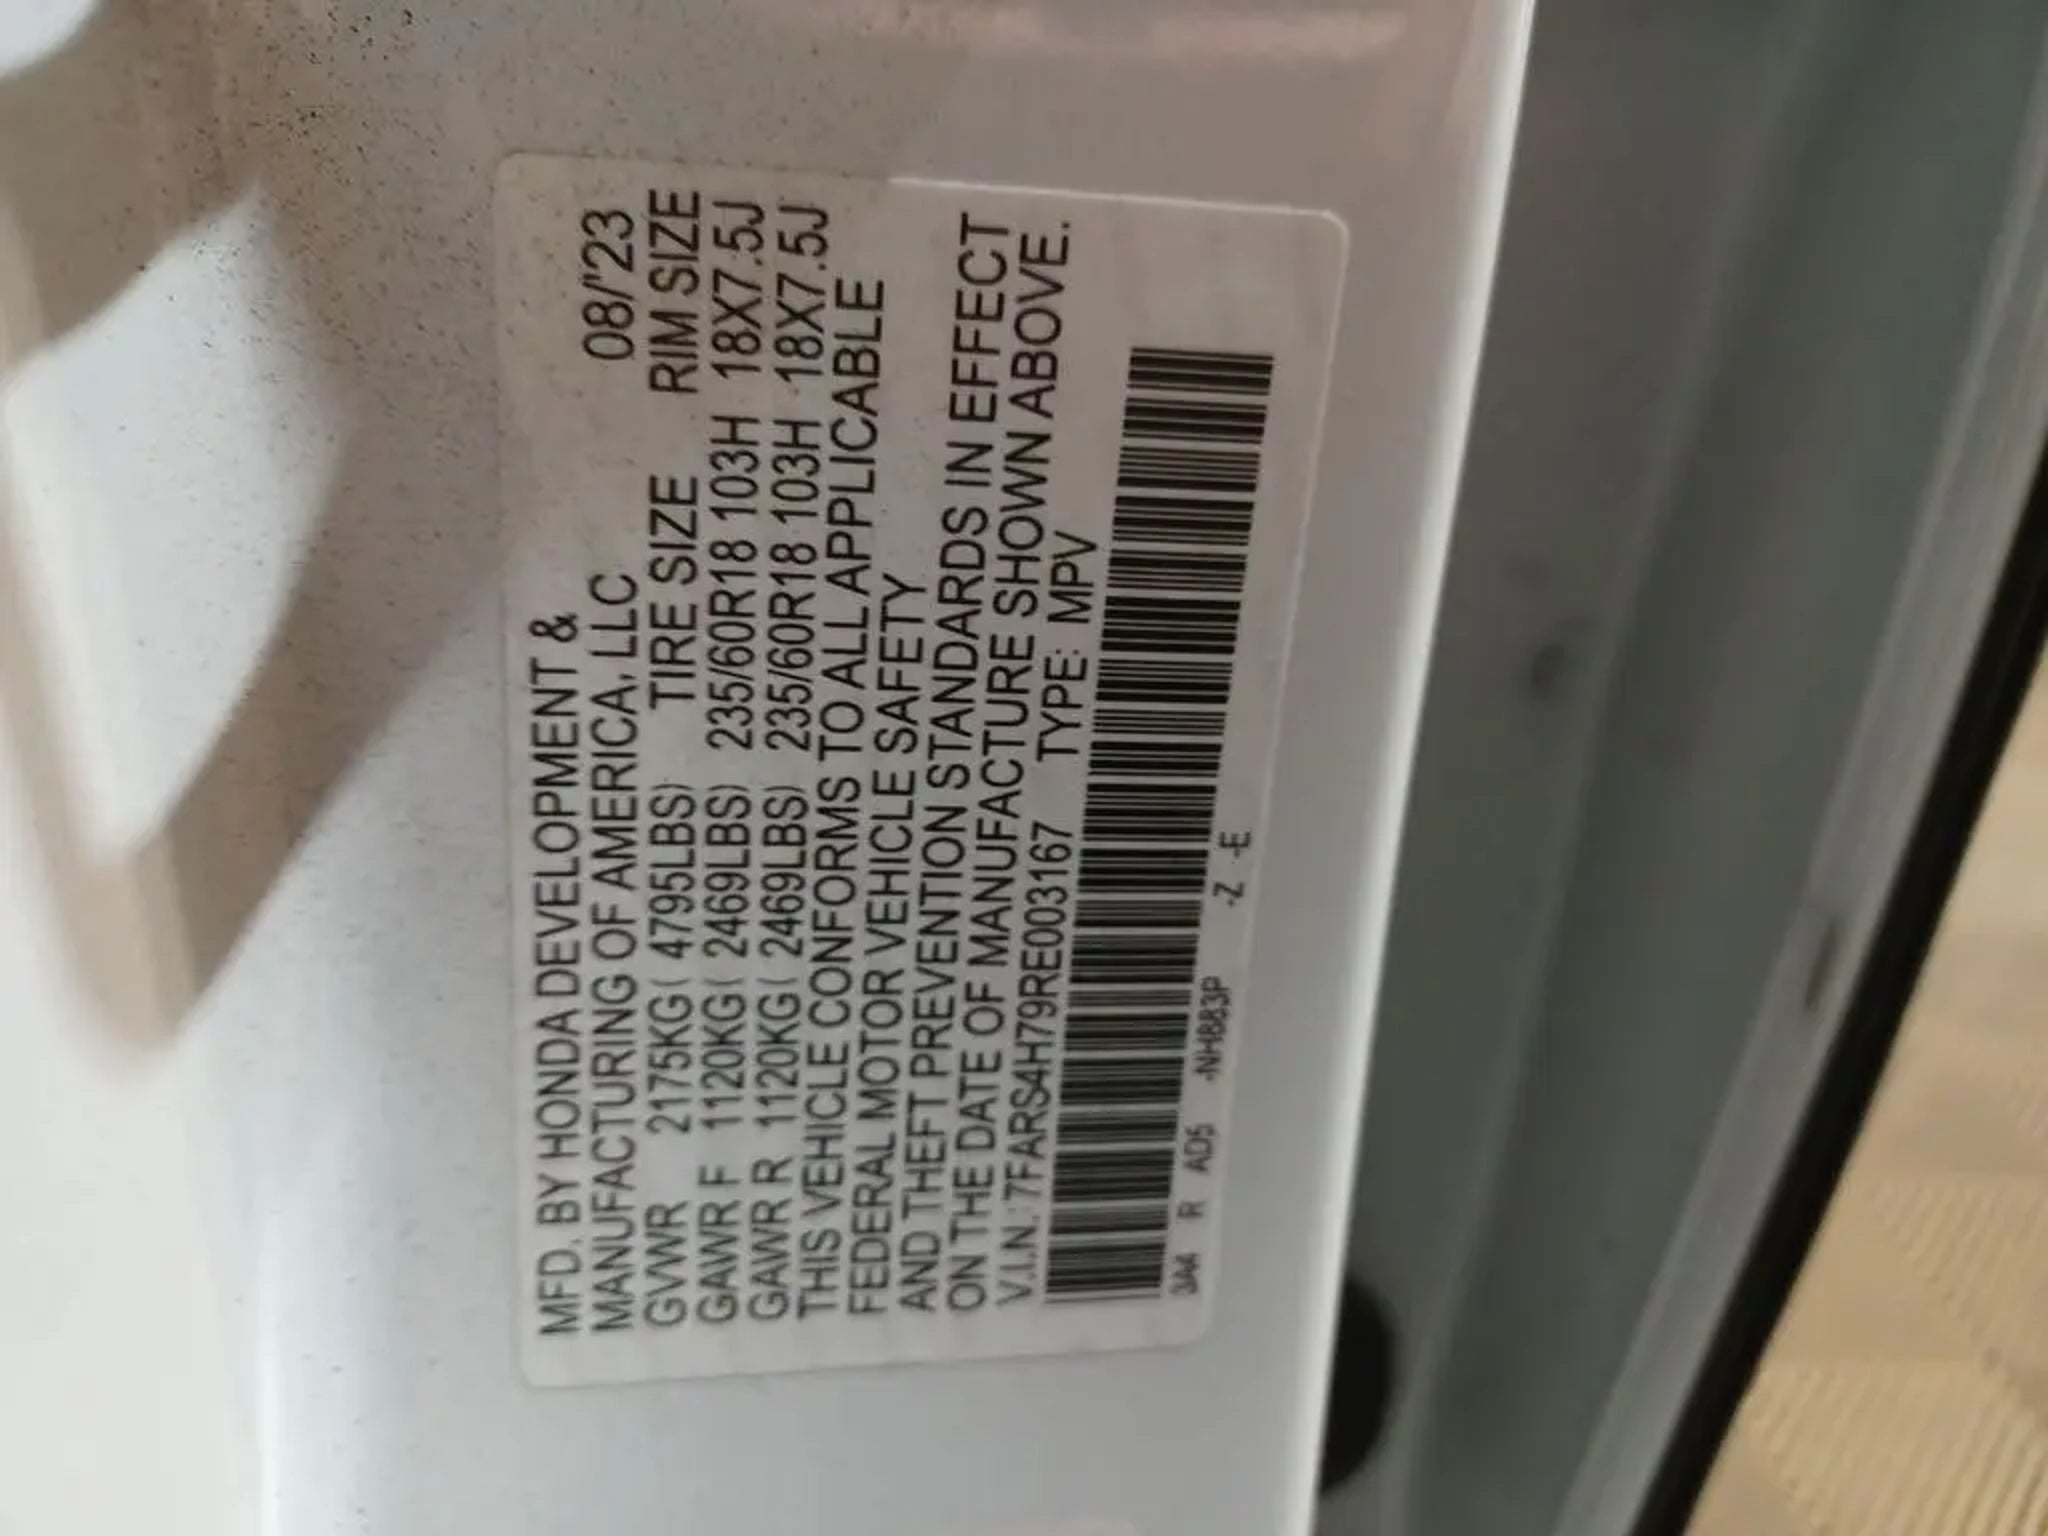 MFD. BY HONDA DEVELOPMENT &
MANUFACTURING OF AMERICA, LLC 08/'23
GVWR 2175KG( 4795LBS) TIRE SIZE RIM SIZE
GAWR F 1120KG( 2469LBS) 235/60R18 103H 18X7.5J
GAWR R 1120KG( 2469LBS) 235/60R18 103H 18X7.5J
THIS VEHICLE CONFORMS TO ALL APPLICABLE
FEDERAL MOTOR VEHICLE SAFETY
AND THEFT PREVENTION STANDARDS IN EFFECT
ON THE DATE OF MANUFACTURE SHOWN ABOVE.
V.I.N.:7FARS4H79RE003167 TYPE: MPV
3A4 R AD5 -NH883P -Z -E